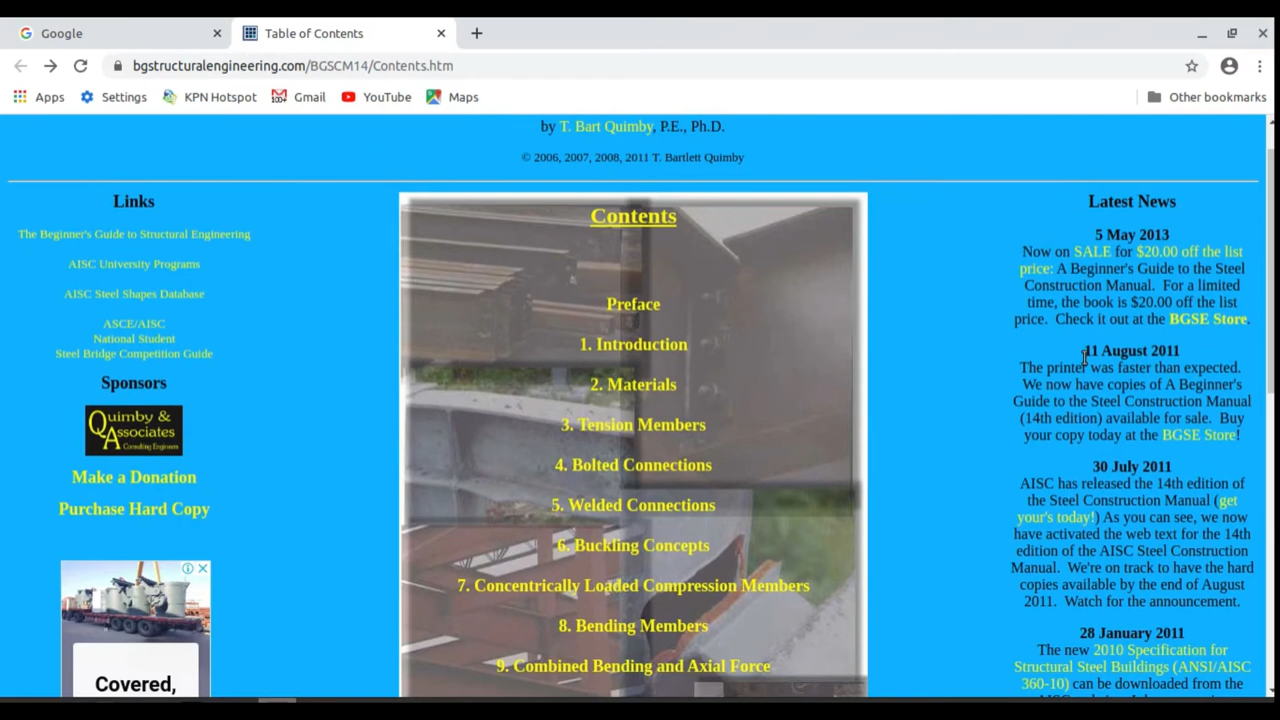 Google
Table of Contents
bgstructuralengineering.com/BGSCM14/Contents.htm
Apps
Settings
KPN Hotspot
Gmail
YouTube
Maps
Other bookmarks
by T. Bart Quimby, P.E., Ph.D.
© 2006, 2007, 2008, 2011 T. Bartlett Quimby
Links
The Beginner's Guide to Structural Engineering
AISC University Programs
AISC Steel Shapes Database
ASCE/AISC
National Student
Steel Bridge Competition Guide
Sponsors
Quimby &
Associates
Consulting Engineers
Make a Donation
Purchase Hard Copy
Covered,
Contents
Preface
1. Introduction
2. Materials
3. Tension Members
4. Bolted Connections
5. Welded Connections
6. Buckling Concepts
7. Concentrically Loaded Compression Members
8. Bending Members
9. Combined Bending and Axial Force
Latest News
5 May 2013
Now on SALE for $20.00 off the list
price: A Beginner's Guide to the Steel
Construction Manual. For a limited
time, the book is $20.00 off the list
price. Check it out at the BGSE Store.
11 August 2011
The printer was faster than expected.
We now have copies of A Beginner's
Guide to the Steel Construction Manual
(14th edition) available for sale. Buy
your copy today at the BGSE Store!
30 July 2011
AISC has released the 14th edition of
the Steel Construction Manual (get
your's today!) As you can see, we now
have activated the web text for the 14th
edition of the AISC Steel Construction
Manual. We're on track to have the hard
copies available by the end of August
2011. Watch for the announcement.
28 January 2011
The new 2010 Specification for
Structural Steel Buildings (ANSI/AISC
360-10) can be downloaded from the